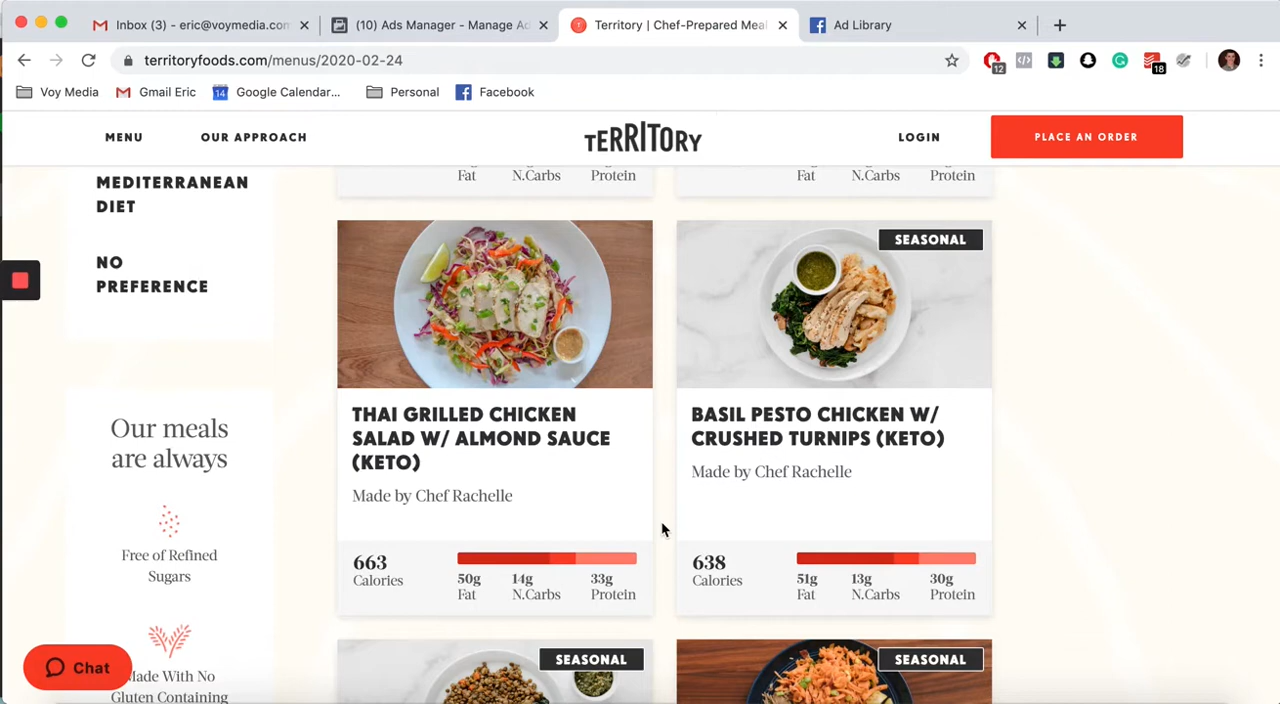 Inbox (3) - eric@voymedia.com
(10) Ads Manager - Manage Ad
Territory | Chef-Prepared Meal
Ad Library
territoryfoods.com/menus/2020-02-24
12
18
Voy Media
Gmail Eric
14
Google Calendar...
Personal
Facebook
MENU
OUR APPROACH
TERRITORY
LOGIN
PLACE AN ORDER
MEDITERRANEAN
DIET
NO
PREFERENCE
Our meals
are always
Free of Refined
Sugars
Made With No
Gluten Containing
Chat
Fat N.Carbs Protein
Fat N.Carbs Protein
THAI GRILLED CHICKEN
SALAD W/ ALMOND SAUCE
(KETO)
Made by Chef Rachelle
663
Calories
50g 14g 33g
Fat N.Carbs Protein
SEASONAL
BASIL PESTO CHICKEN W/
CRUSHED TURNIPS (KETO)
Made by Chef Rachelle
638
Calories
51g 13g 30g
Fat N.Carbs Protein
SEASONAL
SEASONAL